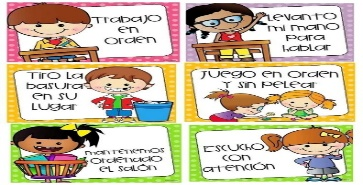 Trabajo
en
orden
Levanto
mi mano
para
hablar
Tiro la
basura
en su
lugar
Juego en orden
y sin pelear
mantenemos
ordenado
el salón
Escucho
con
atención